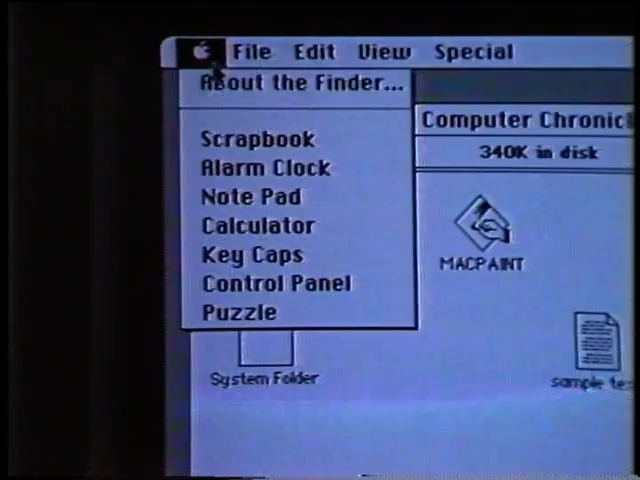 File Edit View Special
About the Finder...
Computer Chronicl
340K in disk
Scrapbook
Alarm Clock
Note Pad
Calculator
Key Caps
Control Panel
Puzzle
MACPAINT
System Folder
sample te